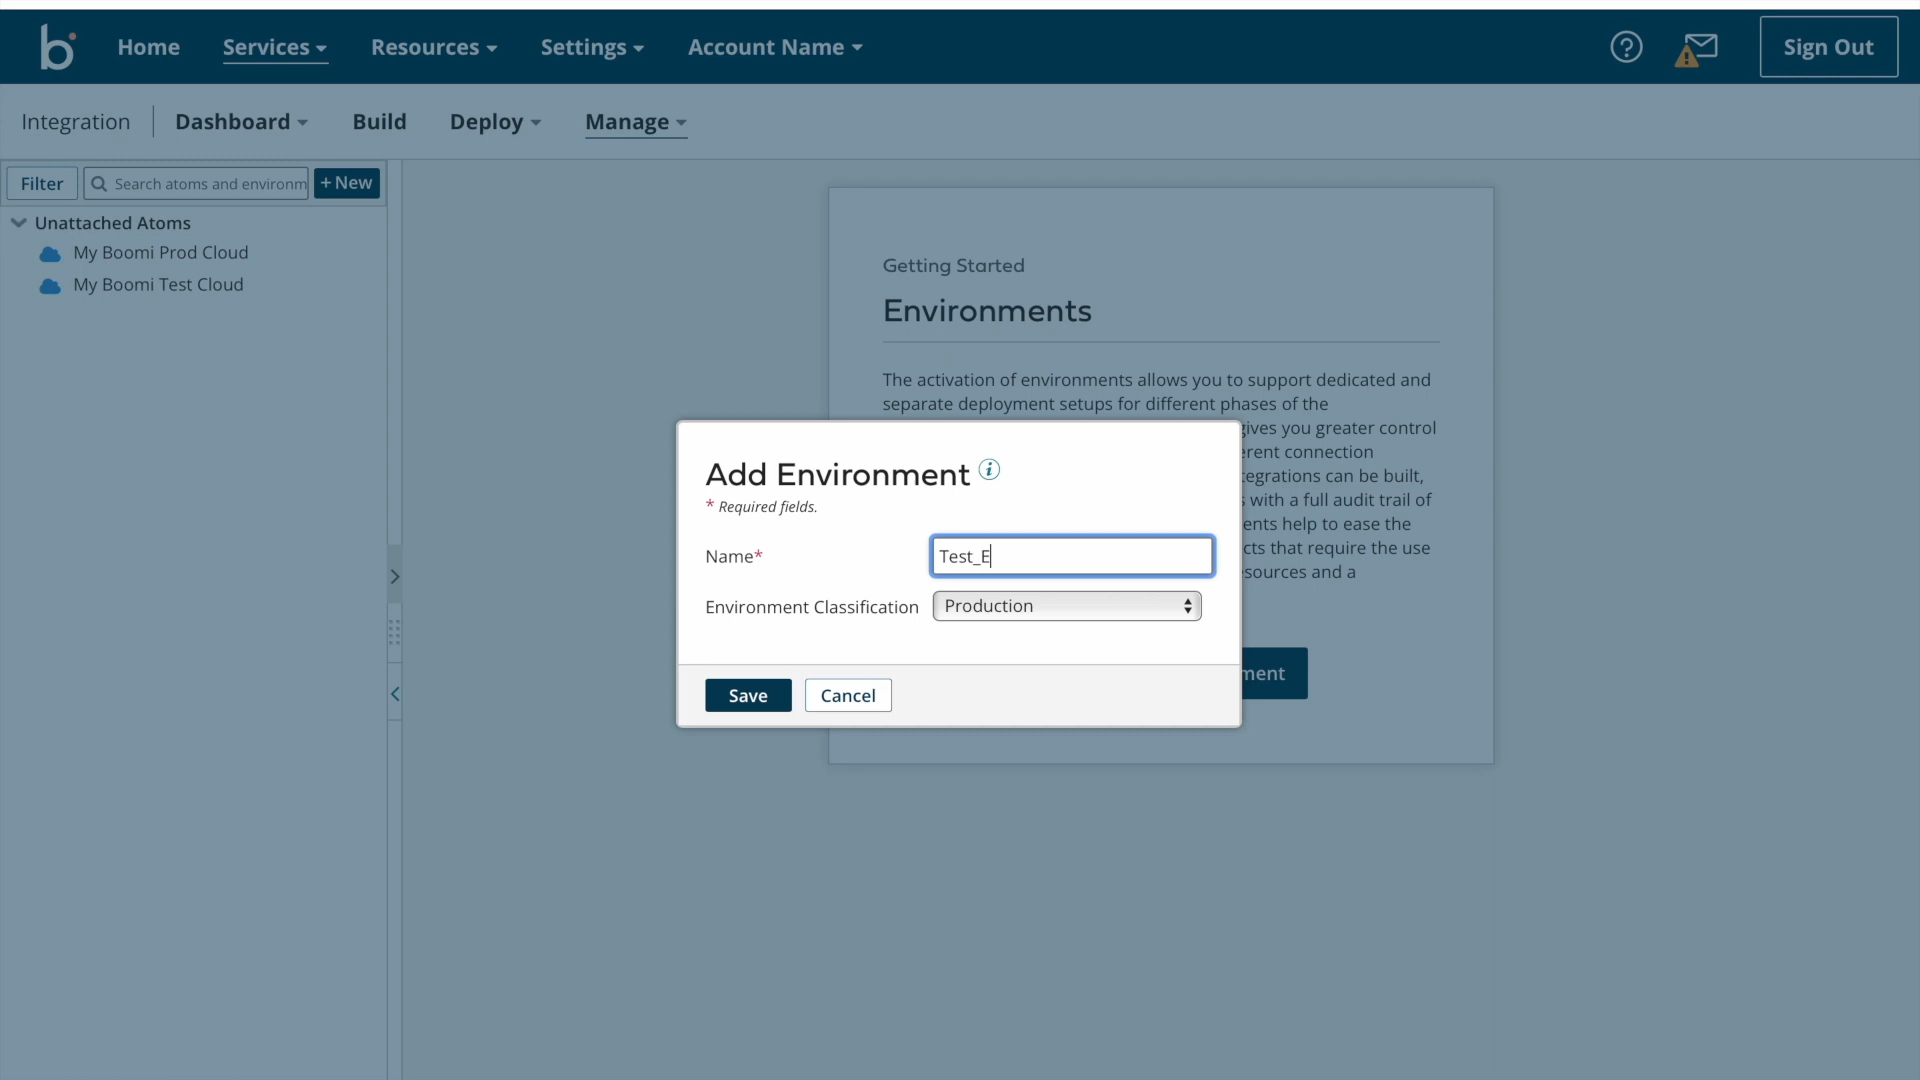 b Home Services Resources Settings Account Name Sign Out
Integration Dashboard Build Deploy Manage
Filter Search atoms and environm + New
Unattached Atoms
My Boomi Prod Cloud
My Boomi Test Cloud
Getting Started
Environments
The activation of environments allows you to support dedicated and
separate deployment setups for different phases of the
gives you greater control
erent connection
tegrations can be built,
s with a full audit trail of
ents help to ease the
cts that require the use
sources and a
ment
Add Environment i
* Required fields.
Name* Test_E
Environment Classification Production
Save Cancel